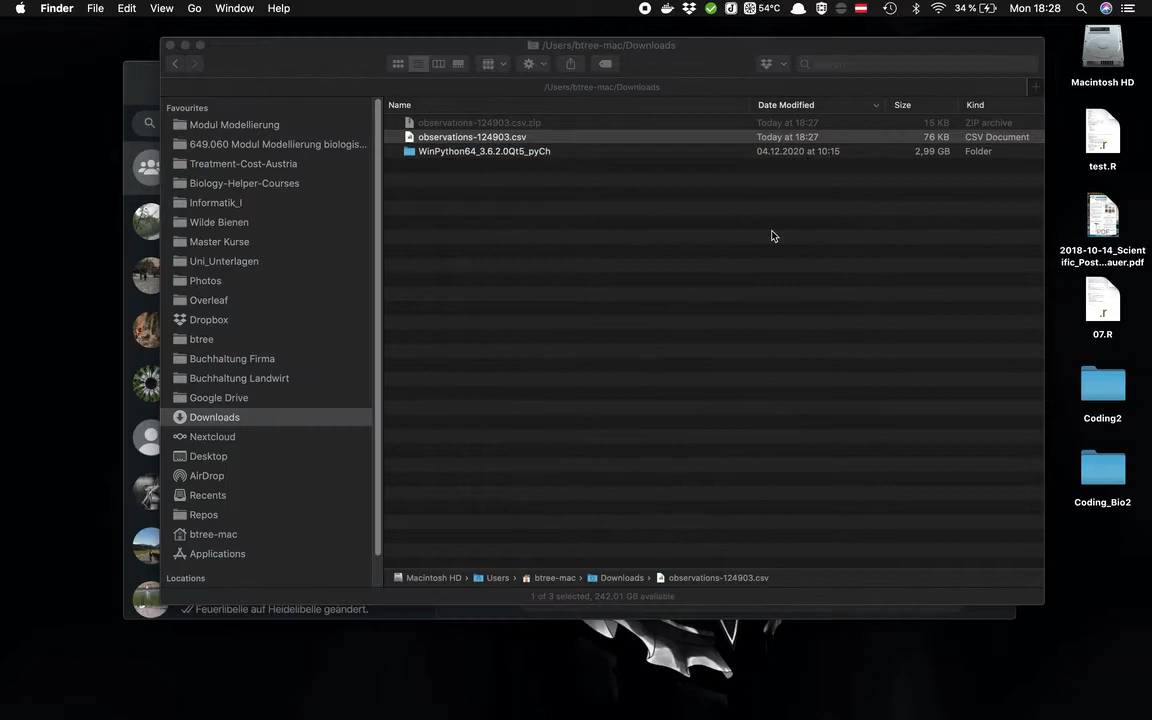 Finder File Edit View Go Window Help 54°C 34 % Mon 18:28
/Users/btree-mac/Downloads
Search
/Users/btree-mac/Downloads
Favourites
Modul Modellierung
649.060 Modul Modellierung biologis...
Treatment-Cost-Austria
Biology-Helper-Courses
Informatik_I
Wilde Bienen
Master Kurse
Uni_Unterlagen
Photos
Overleaf
Dropbox
btree
Buchhaltung Firma
Buchhaltung Landwirt
Google Drive
Downloads
Nextcloud
Desktop
AirDrop
Recents
Repos
btree-mac
Applications
Locations
Name Date Modified Size Kind
observations-124903.csv.zip Today at 18:27 15 KB ZIP archive
observations-124903.csv Today at 18:27 76 KB CSV Document
WinPython64_3.6.2.0Qt5_pyCh 04.12.2020 at 10:15 2,99 GB Folder
Macintosh HD › Users › btree-mac › Downloads › observations-124903.csv
1 of 3 selected, 242,01 GB available
Feuerlibelle auf Heidelibelle geändert.
Macintosh HD
.r
test.R
PDF
2018-10-14_Scient
ific_Post...auer.pdf
.r
07.R
Coding2
Coding_Bio2